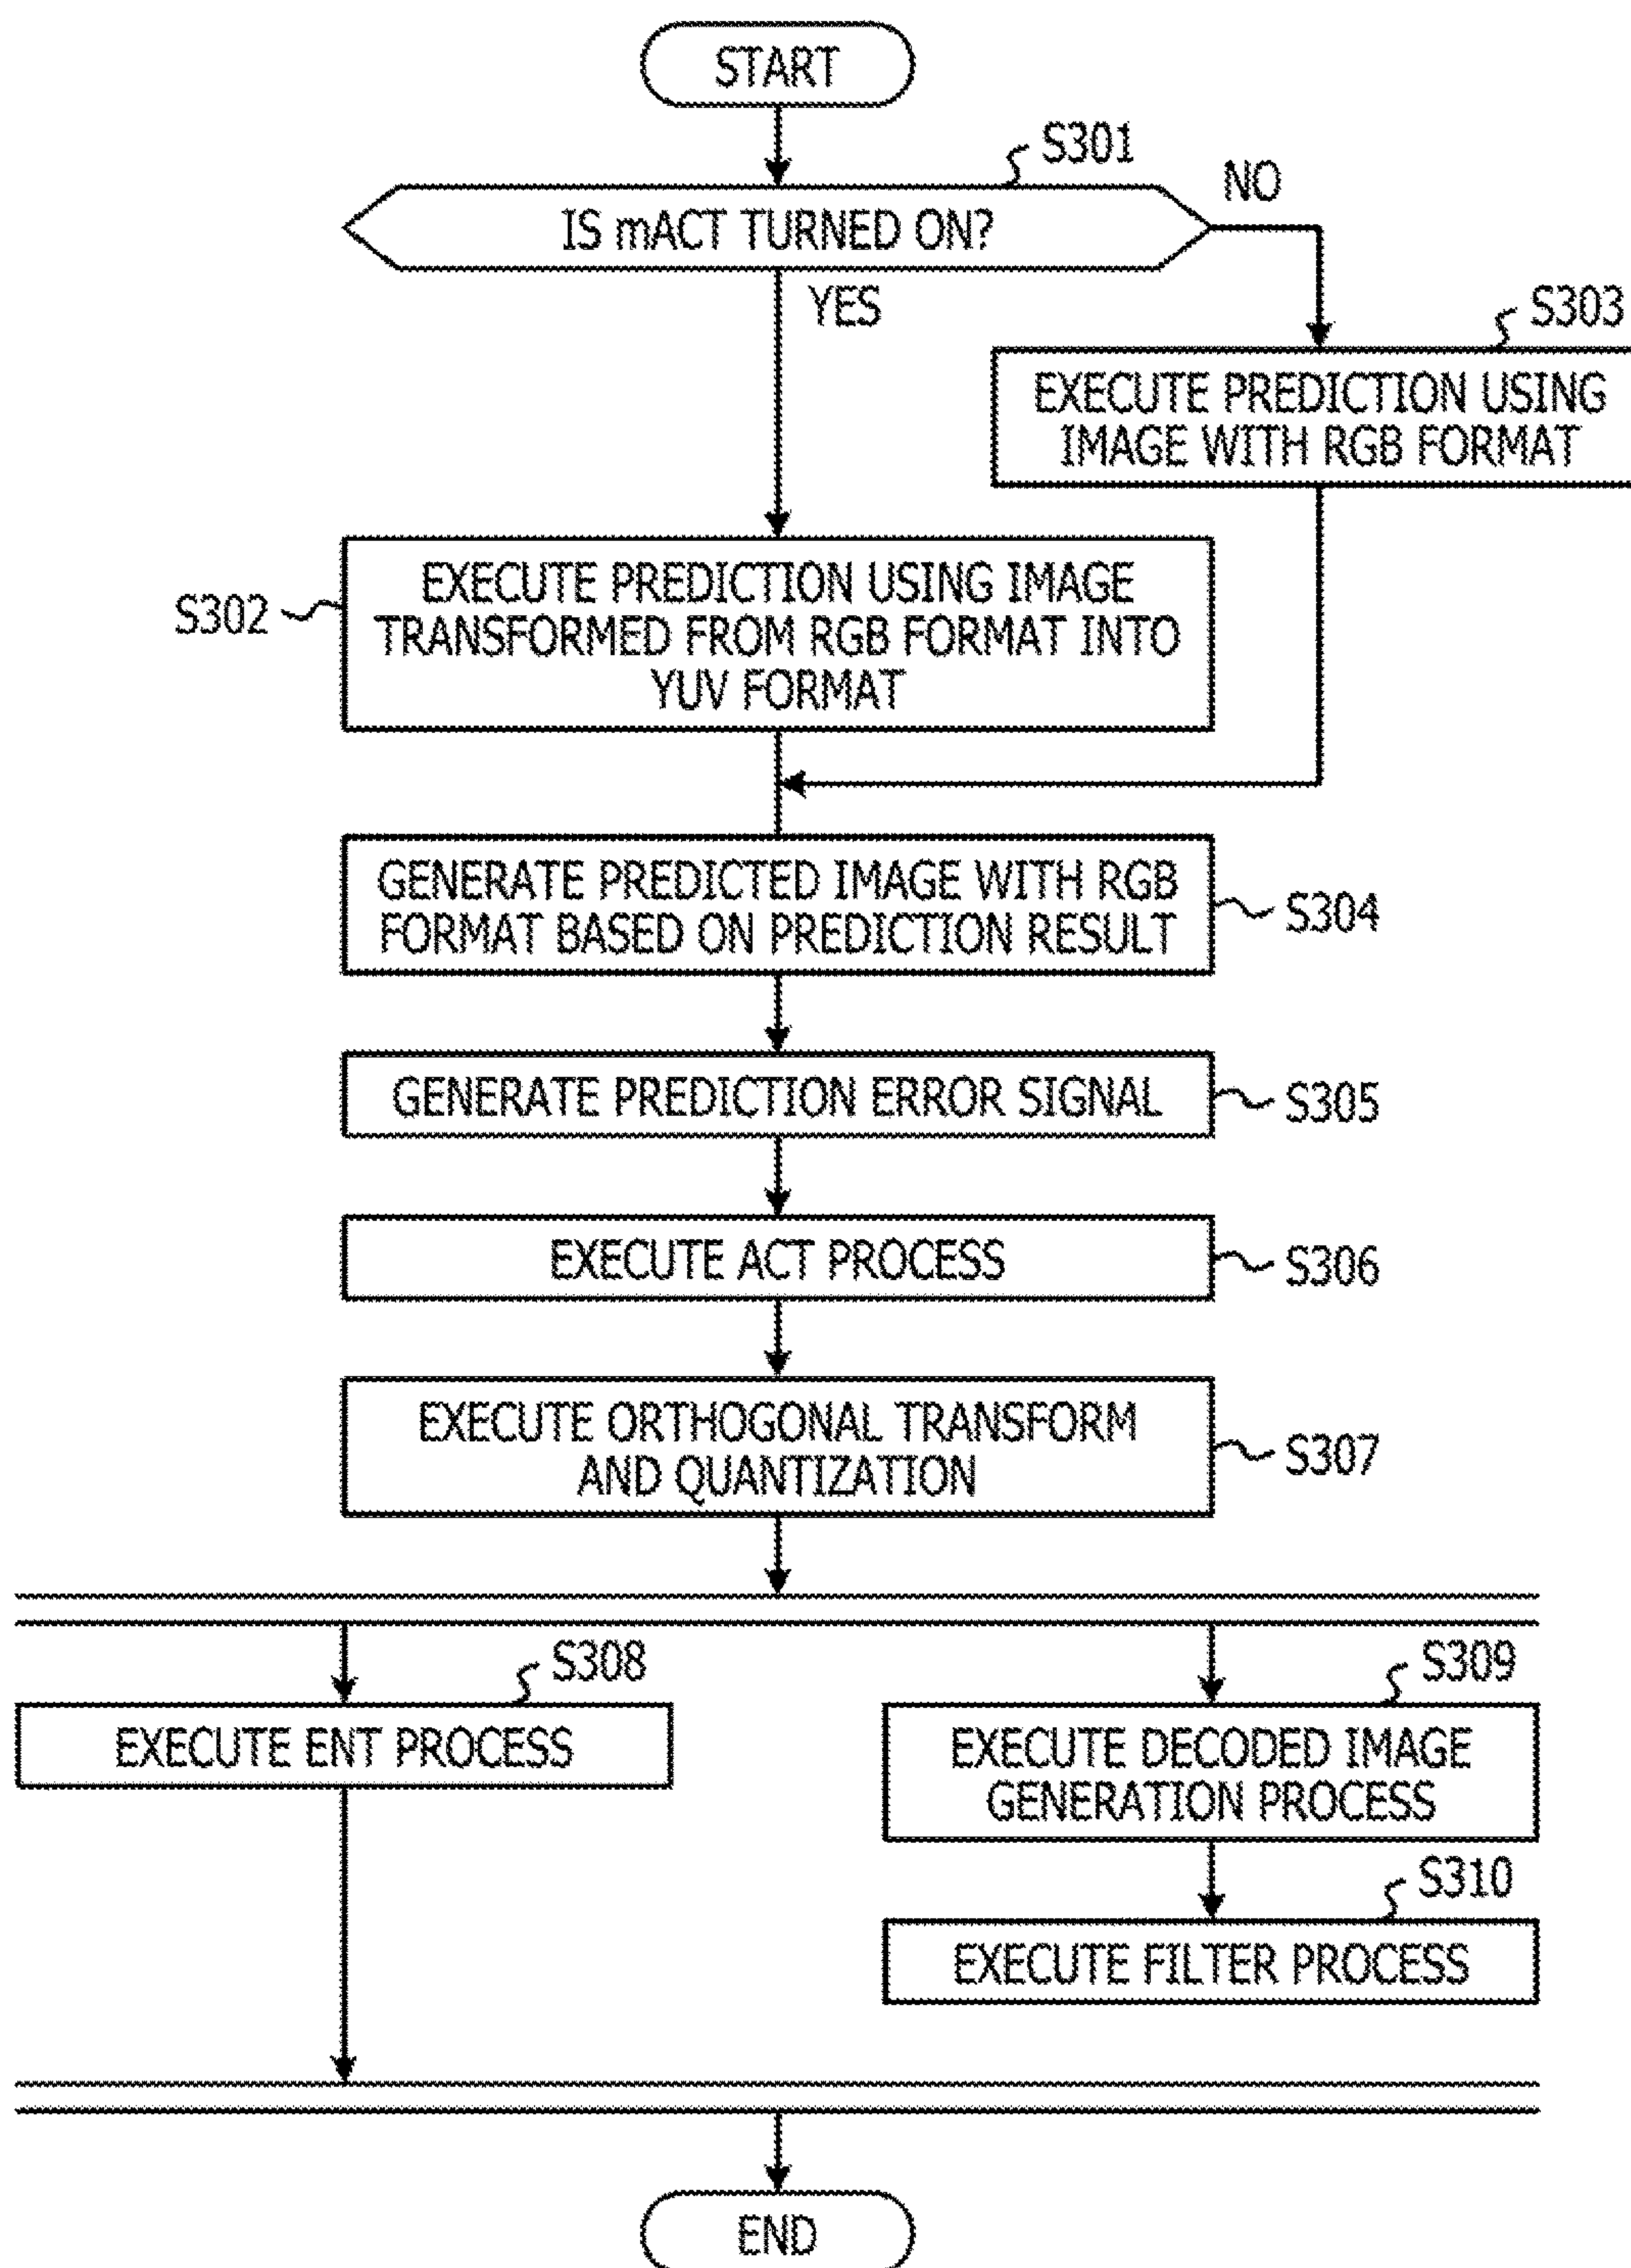 START
S301
NO
IS mACT TURNED ON?
YES
S303
EXECUTE PREDICTION USING
IMAGE WITH RGB FORMAT
S302
EXECUTE PREDICTION USING IMAGE
TRANSFORMED FROM RGB FORMAT INTO
YUV FORMAT
GENERATE PREDICTED IMAGE WITH RGB
FORMAT BASED ON PREDICTION RESULT
S304
GENERATE PREDICTION ERROR SIGNAL
S305
EXECUTE ACT PROCESS
S306
EXECUTE ORTHOGONAL TRANSFORM
AND QUANTIZATION
S307
S308
EXECUTE ENT PROCESS
S309
EXECUTE DECODED IMAGE
GENERATION PROCESS
S310
EXECUTE FILTER PROCESS
END